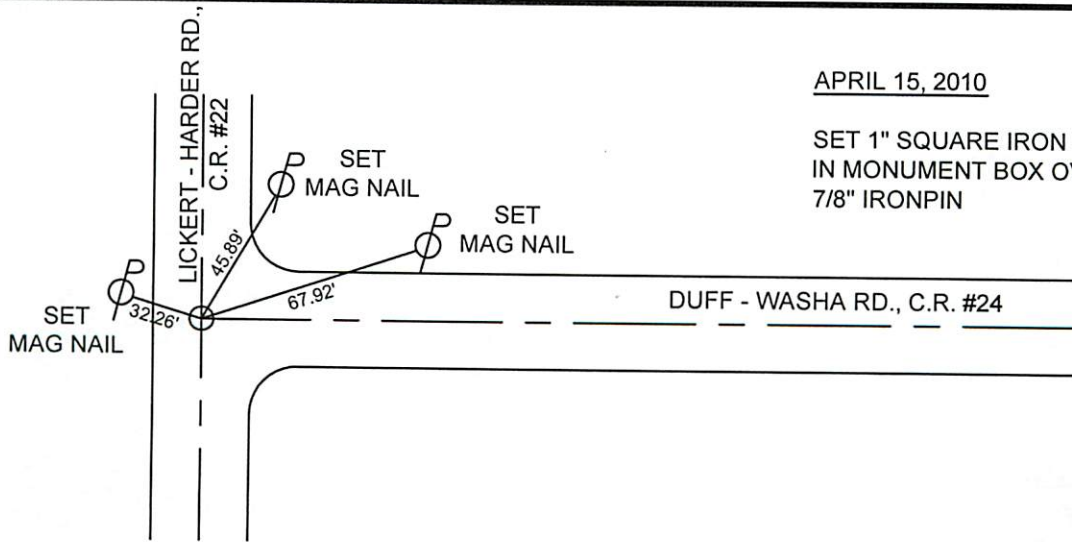 LICKERT - HARDER RD.,
C.R. #22
APRIL 15, 2010
SET 1" SQUARE IRON
IN MONUMENT BOX
7/8" IRONPIN
SET
MAG NAIL
SET
MAG NAIL
45.89'
67.92'
32.26'
SET
MAG NAIL
DUFF - WASHA RD., C.R. #24